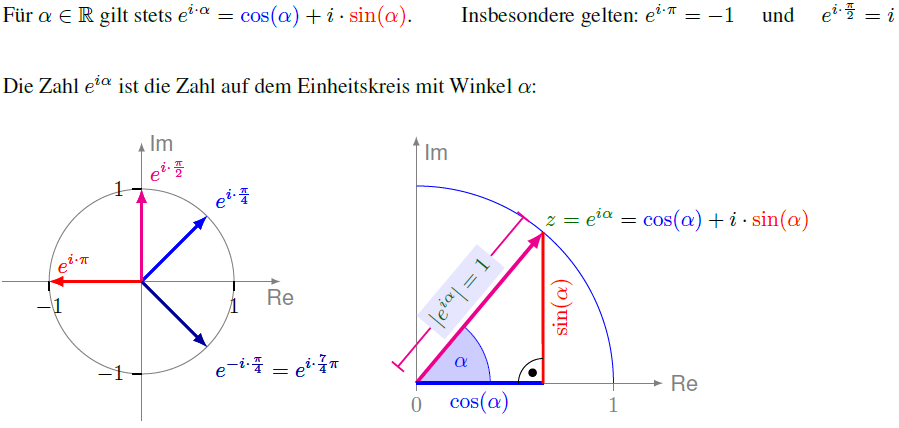 Für α ∈ ℝ gilt stets e^{i·α} = cos(α) + i · sin(α). Insbesondere gelten: e^{i·π} = −1 und e^{i·π/2} = i
Die Zahl e^{iα} ist die Zahl auf dem Einheitskreis mit Winkel α:
Im
e^{i·π/2}
1
e^{i·π/4}
e^{i·π}
−1
1
Re
−1
e^{−i·π/4} = e^{i·7/4π}
Im
z = e^{iα} = cos(α) + i · sin(α)
|e^{iα}| = 1
sin(α)
α
Re
0
cos(α)
1